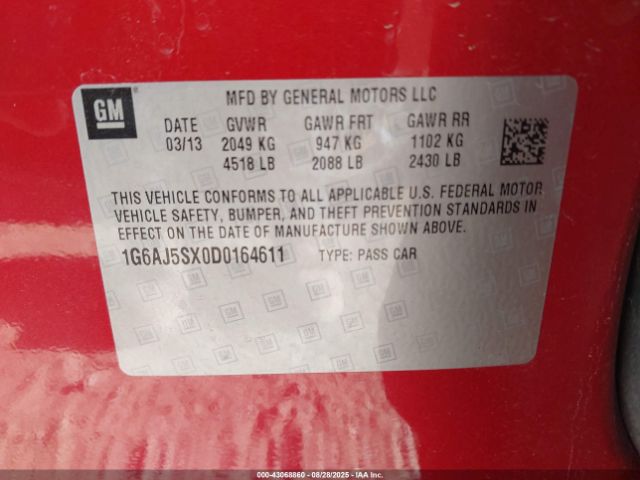 GM
MFD BY GENERAL MOTORS LLC
DATE GVWR GAWR FRT GAWR RR
03/13 2049 KG 947 KG 1102 KG
4518 LB 2088 LB 2430 LB
THIS VEHICLE CONFORMS TO ALL APPLICABLE U.S. FEDERAL MOTOR
VEHICLE SAFETY, BUMPER, AND THEFT PREVENTION STANDARDS IN
EFFECT ON THE DATE OF MANUFACTURE SHOWN ABOVE.
1G6AJ5SX0D0164611 TYPE: PASS CAR
000-43068860 - 08/28/2025 - IAAI.CA